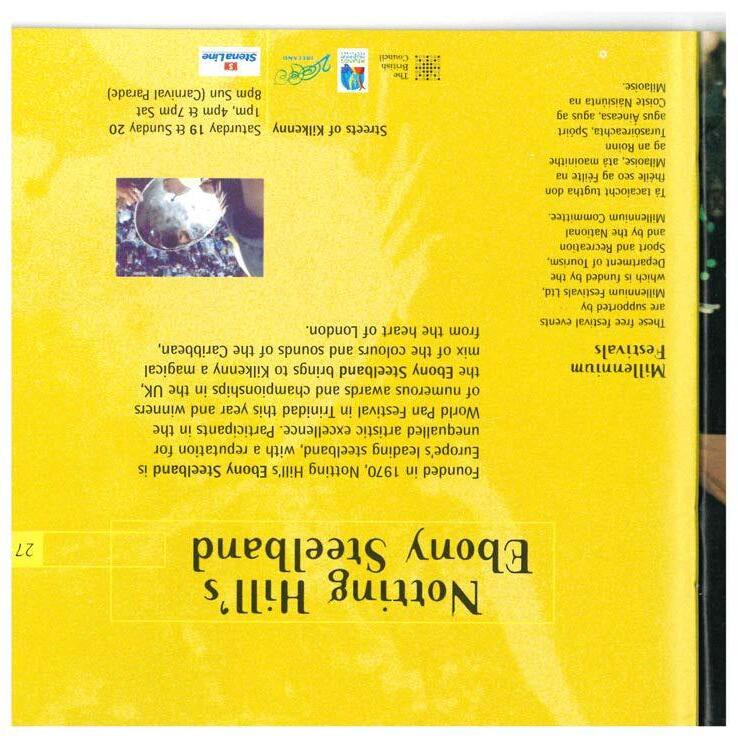 Notting Hill's
Ebony Steelband
27
Founded in 1970, Notting Hill's Ebony Steelband is
Europe's leading steelband, with a reputation for
unequalled artistic excellence. Participants in the
World Pan Festival in Trinidad this year and winners
of numerous awards and championships in the UK,
the Ebony Steelband brings to Kilkenny a magical
mix of the colours and sounds of the Caribbean,
from the heart of London.
Millennium
Festivals
These free festival events
are supported by
Millennium Festivals Ltd,
which is funded by the
Department of Tourism,
Sport and Recreation
and by the National
Millennium Committee.
Tá tacaíocht tugtha don
fhéile seo ag Féilte na
Mílaoise, atá maoinithe
ag an Roinn
Turasóireachta, Spóirt,
agus Áineasa, agus ag
Coiste Náisiúnta na
Mílaoise.
Streets of Kilkenny
Saturday 19 & Sunday 20
1pm, 4pm & 7pm Sat
8pm Sun (Carnival Parade)
The
British
Council
IRELAND
Stena Line